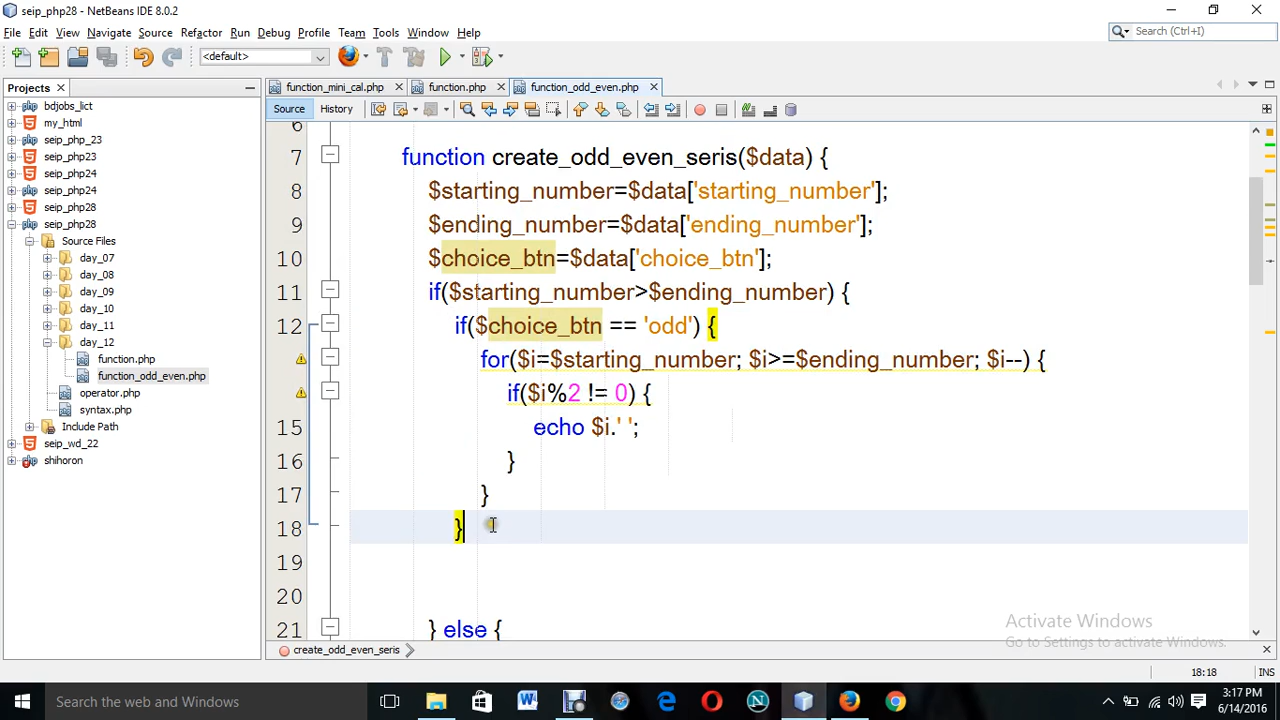 seip_php28 - NetBeans IDE 8.0.2
File Edit View Navigate Source Refactor Run Debug Profile Team Tools Window Help
Search (Ctrl+I)
<default>
Projects
function_mini_cal.php
function.php
function_odd_even.php
Source
History
bdjobs_lict
my_html
seip_php_23
seip_php23
seip_php24
seip_php24
seip_php28
seip_php28
Source Files
day_07
day_08
day_09
day_10
day_11
day_12
function.php
function_odd_even.php
operator.php
syntax.php
Include Path
seip_wd_22
shihoron
6
7 function create_odd_even_seris($data) {
8 $starting_number=$data['starting_number'];
9 $ending_number=$data['ending_number'];
10 $choice_btn=$data['choice_btn'];
11 if($starting_number>$ending_number) {
12 if($choice_btn == 'odd') {
for($i=$starting_number; $i>=$ending_number; $i--) {
if($i%2 != 0) {
15 echo $i.' ';
16 }
17 }
18 }
19
20
21 } else {
Activate Windows
Go to Settings to activate Windows.
create_odd_even_seris
18:18
INS
Search the web and Windows
3:17 PM
6/14/2016